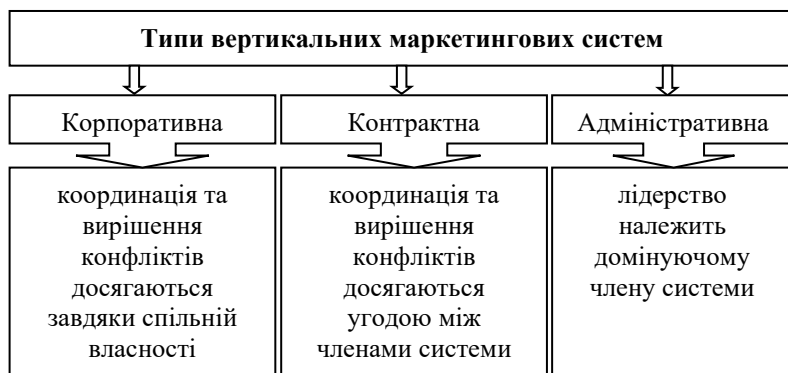 Типи вертикальних маркетингових систем
Корпоративна
Контрактна
Адміністративна
координація та
вирішення
конфліктів
досягаються
завдяки спільній
власності
координація та
вирішення
конфліктів
досягаються
угодою між
членами системи
лідерство
належить
домінуючому
члену системи